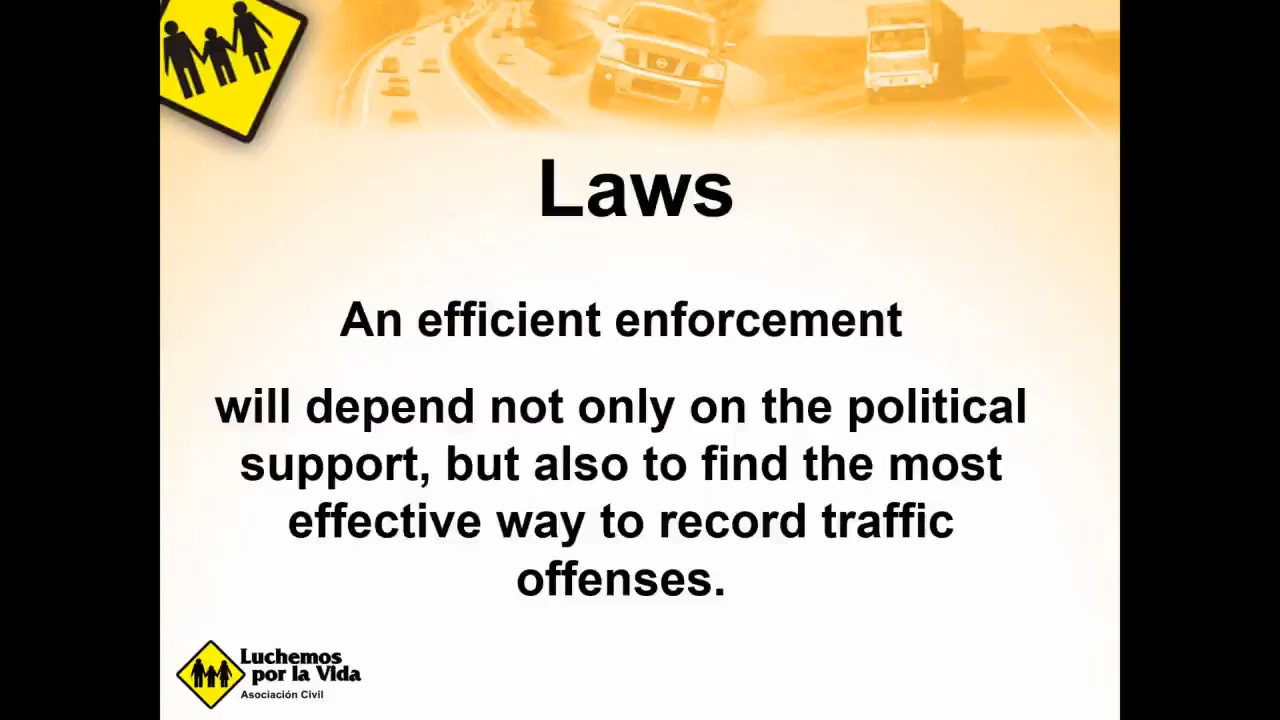 Laws
An efficient enforcement
will depend not only on the political
support, but also to find the most
effective way to record traffic
offenses.
Luchemos
por la Vida
Asociación Civil